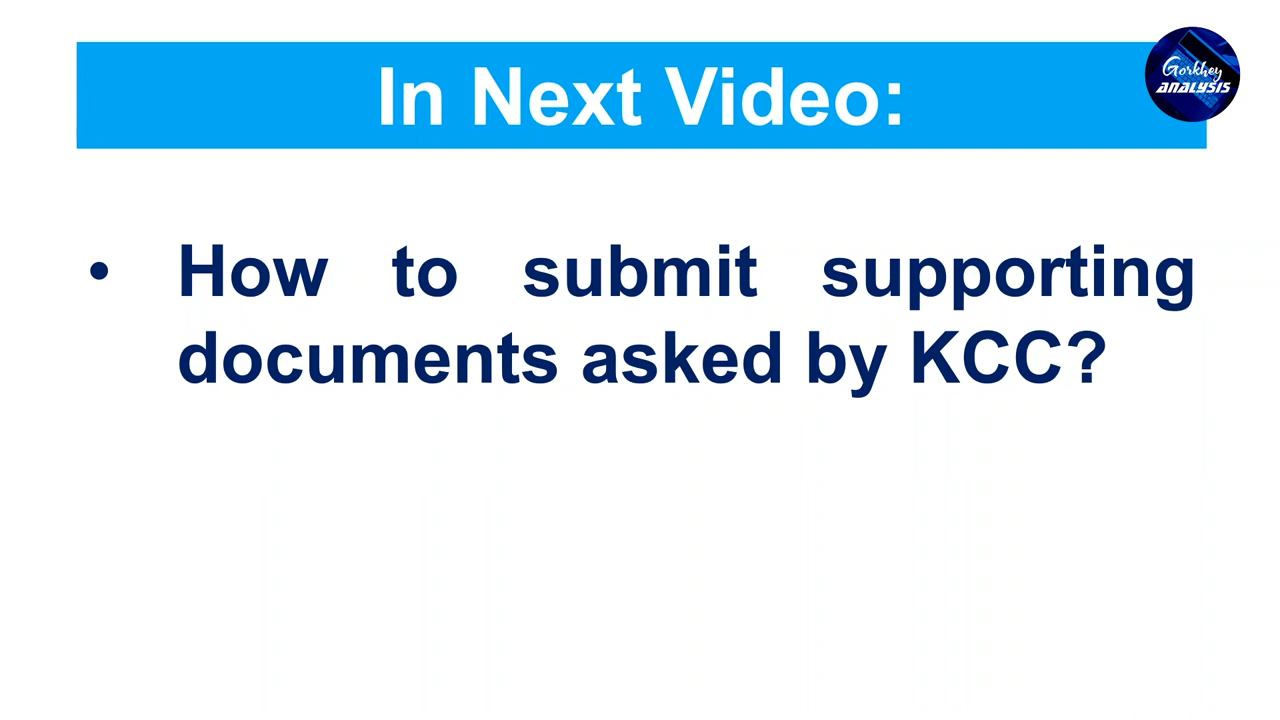 In Next Video:
Gorkhey
ANALYSIS
• How to submit supporting
documents asked by KCC?